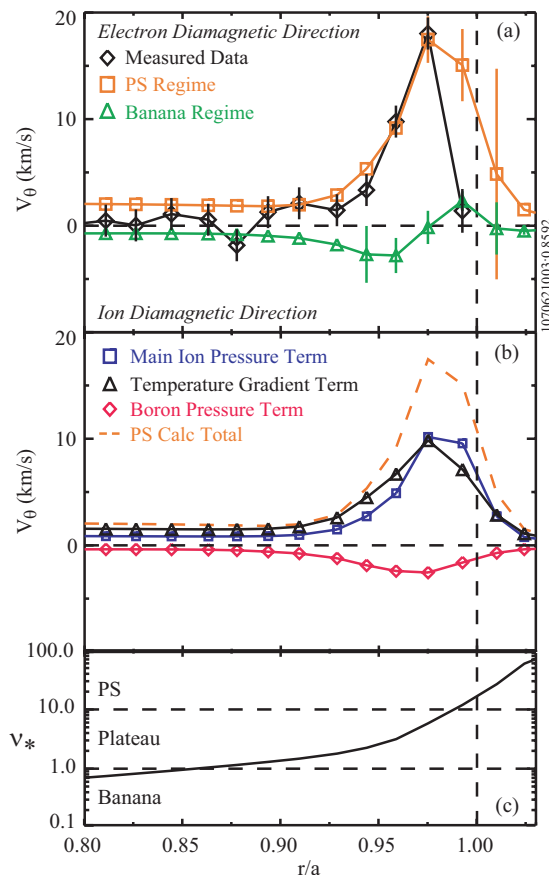 20
Electron Diamagnetic Direction
(a)
Measured Data
PS Regime
Banana Regime
10
Vθ (km/s)
0
Ion Diamagnetic Direction
1070621003:0.8592
20
Main Ion Pressure Term
(b)
Temperature Gradient Term
Boron Pressure Term
PS Calc Total
10
Vθ (km/s)
0
100.0
PS
10.0
ν*
Plateau
1.0
Banana
(c)
0.1
0.80 0.85 0.90 0.95 1.00
r/a